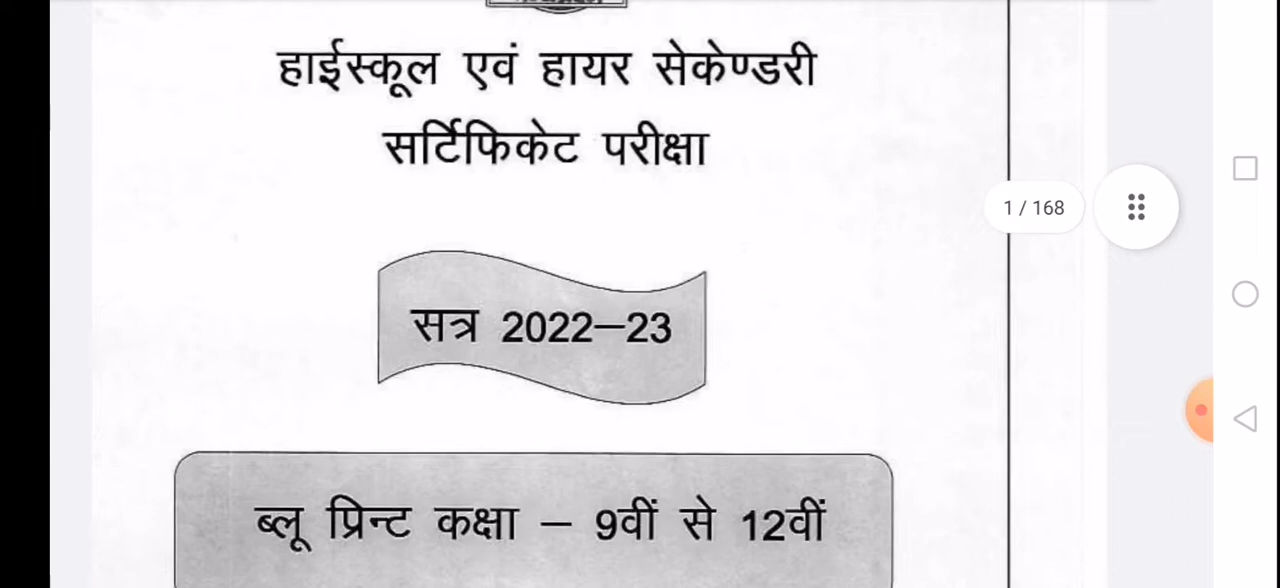 हाईस्कूल एवं हायर सेकेण्डरी
सर्टिफिकेट परीक्षा
1 / 168
सत्र 2022–23
ब्लू प्रिन्ट कक्षा – 9वीं से 12वीं